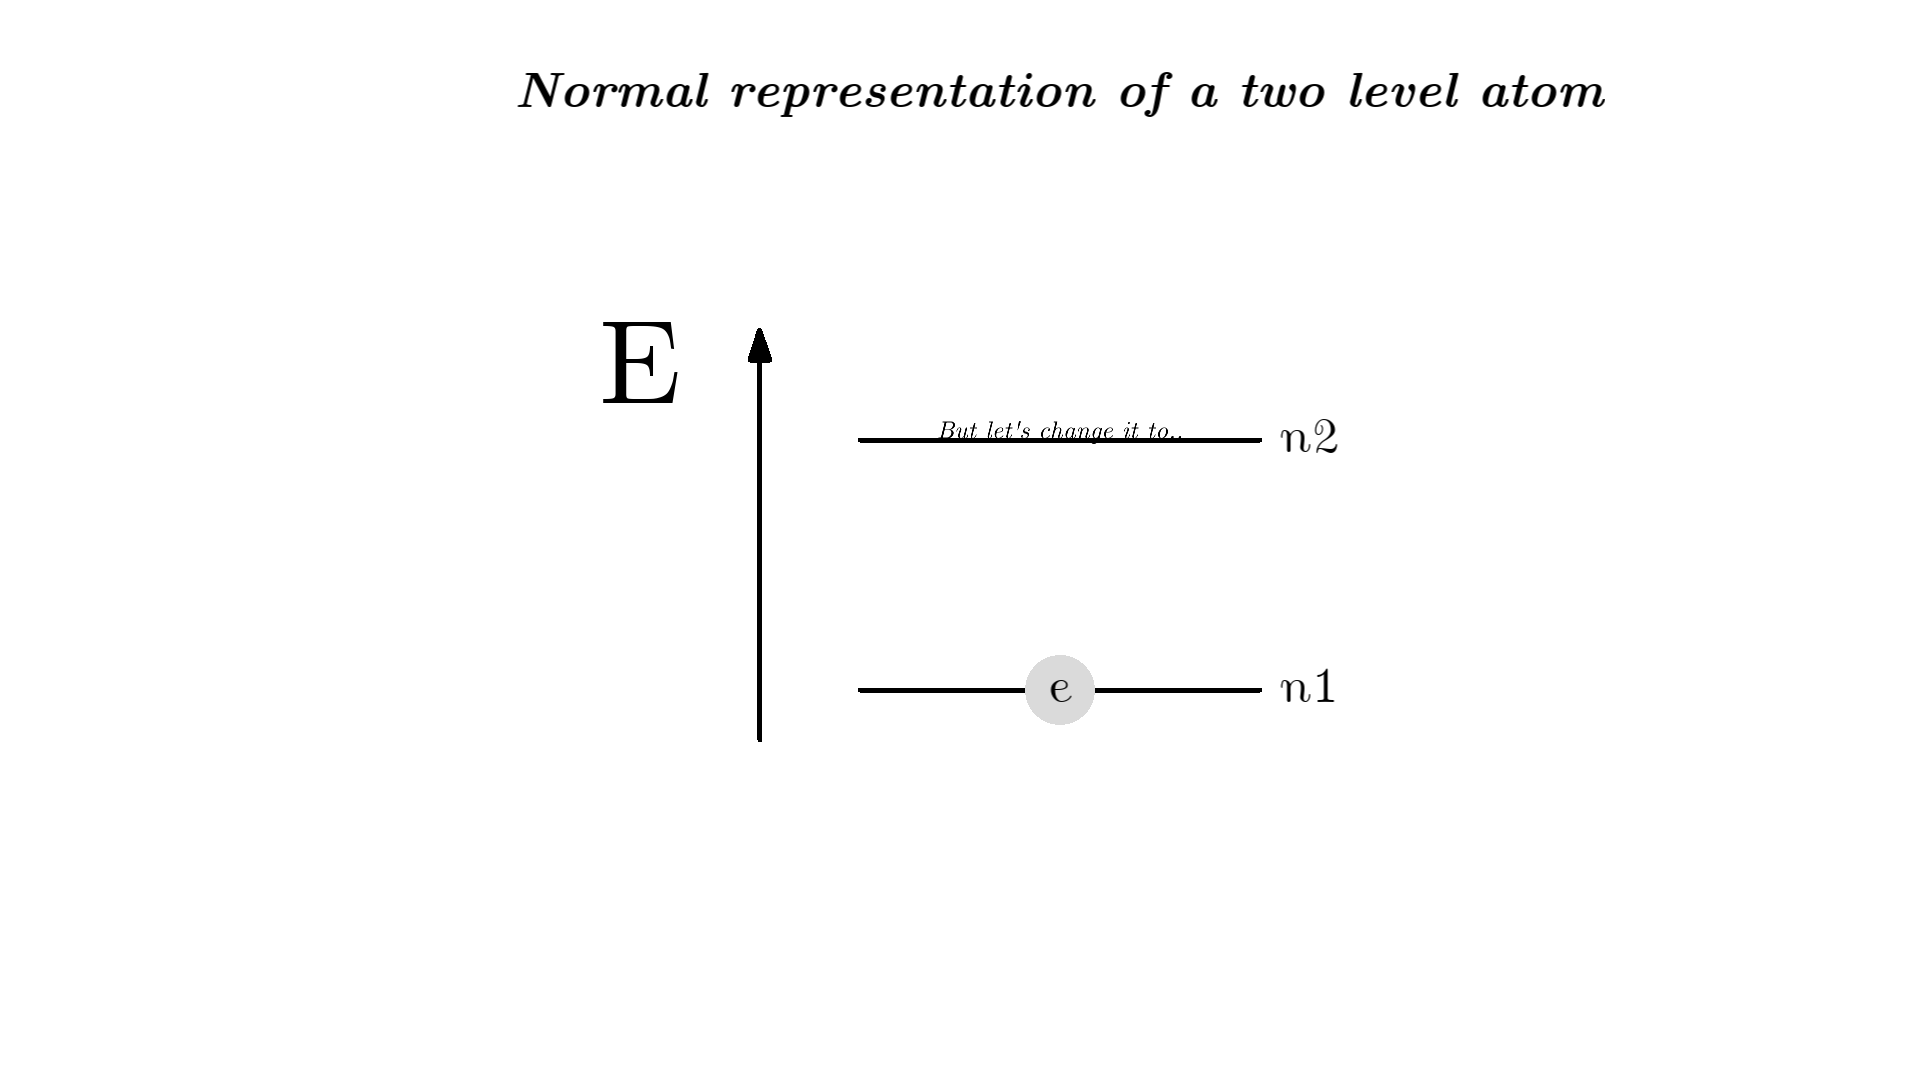 Normal representation of a two level atom
E
But let's change it to..
n2
e
n1